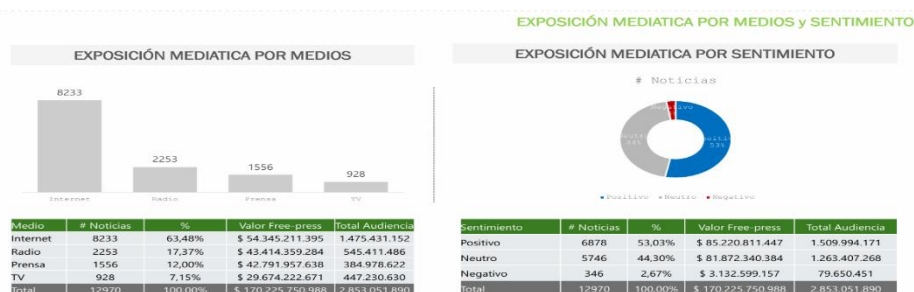 EXPOSICIÓN MEDIATICA POR MEDIOS y SENTIMIENTO
EXPOSICIÓN MEDIATICA POR MEDIOS
8233
2253
1556
928
Internet Radio Prensa TV
Medio # Noticias % Valor Free-press Total Audiencia
Internet 8233 63,48% $ 54.345.211.395 1.475.431.152
Radio 2253 17,37% $ 43.414.359.284 545.411.486
Prensa 1556 12,00% $ 42.791.957.638 384.978.622
TV 928 7,15% $ 29.674.222.671 447.230.630
Total 12970 100,00% $ 170.225.750.988 2.853.051.890
EXPOSICIÓN MEDIATICA POR SENTIMIENTO
# Noticias
Negativo
Neutro
44%
Positivo
53%
Positivo Neutro Negativo
Sentimiento # Noticias % Valor Free-press Total Audiencia
Positivo 6878 53,03% $ 85.220.811.447 1.509.994.171
Neutro 5746 44,30% $ 81.872.340.384 1.263.407.268
Negativo 346 2,67% $ 3.132.599.157 79.650.451
Total 12970 100,00% $ 170.225.750.988 2.853.051.890